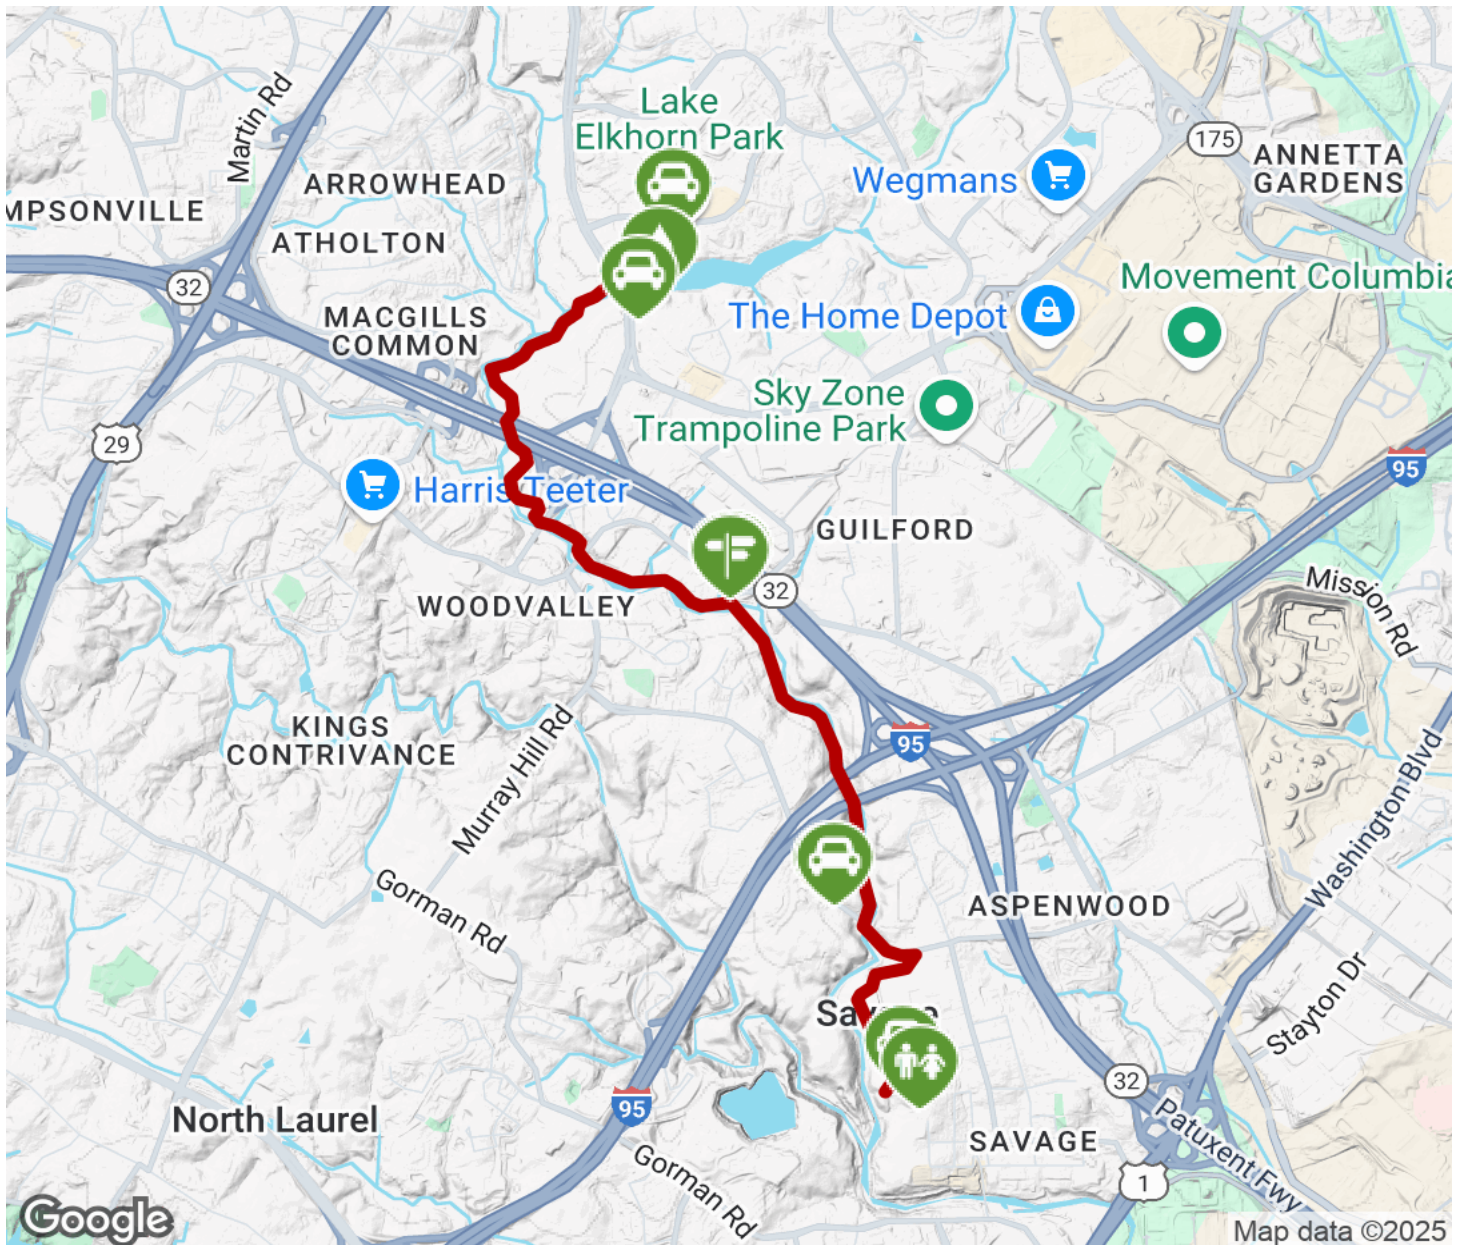 Martin Rd
Lake
Elkhorn Park
175
ANNETTA
GARDENS
Wegmans
ARROWHEAD
MPSONVILLE
ATHOLTON
32
Movement Columbia
MACGILLS
COMMON
The Home Depot
Sky Zone
Trampoline Park
29
95
Harris Teeter
GUILFORD
32
Mission Rd
WOODVALLEY
KINGS
CONTRIVANCE
Murray Hill Rd
95
Washington Blvd
Gorman Rd
ASPENWOOD
Stayton Dr
32
95
North Laurel
Patuxent Fwy
SAVAGE
Gorman Rd
1
Google
Map data ©2025